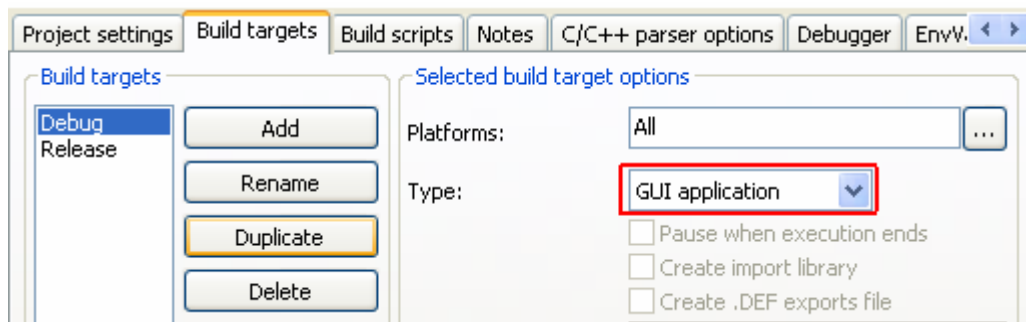 Project settings Build targets Build scripts Notes C/C++ parser options Debugger EnvV.
Build targets Selected build target options
Debug
Release
Add
Rename
Duplicate
Delete
Platforms: All ...
Type: GUI application
Pause when execution ends
Create import library
Create .DEF exports file